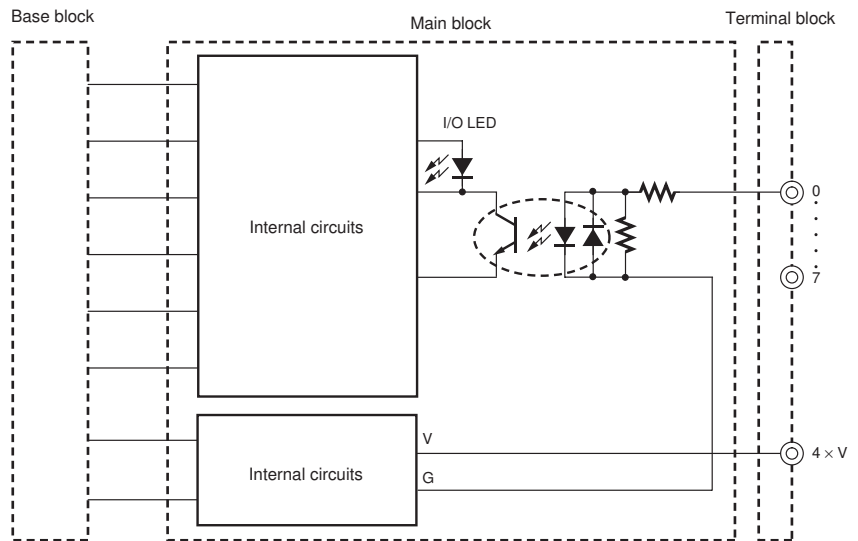 Base block
Main block
Terminal block
I/O LED
Internal circuits
0
7
Internal circuits
V
G
4 × V